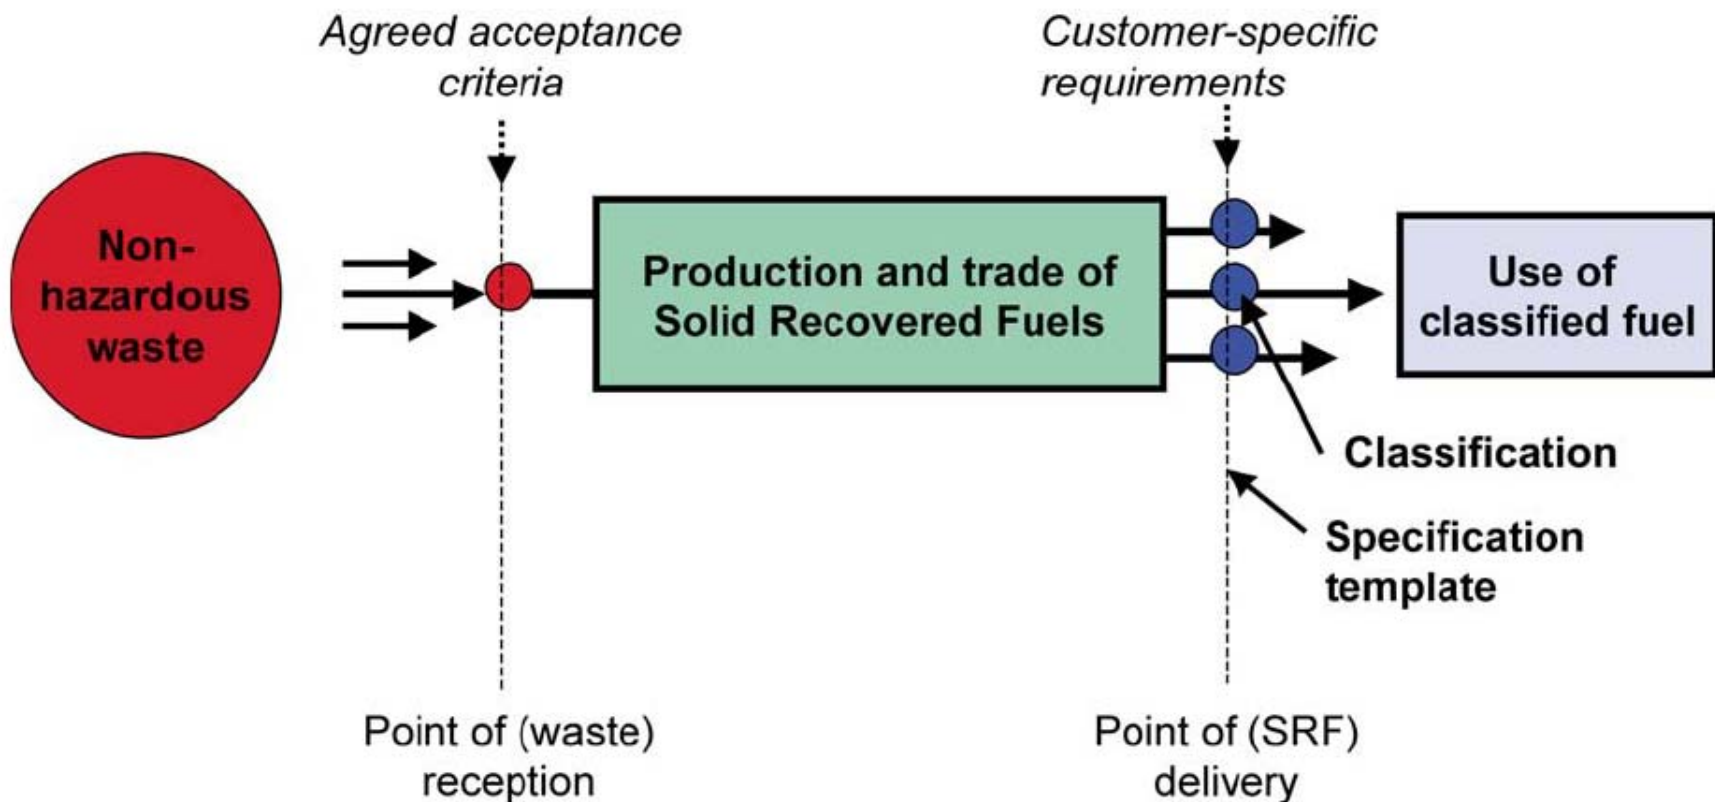 Agreed acceptance
criteria
Customer-specific
requirements
Non-
hazardous
waste
Production and trade of
Solid Recovered Fuels
Use of
classified fuel
Classification
Specification
template
Point of (waste)
reception
Point of (SRF)
delivery